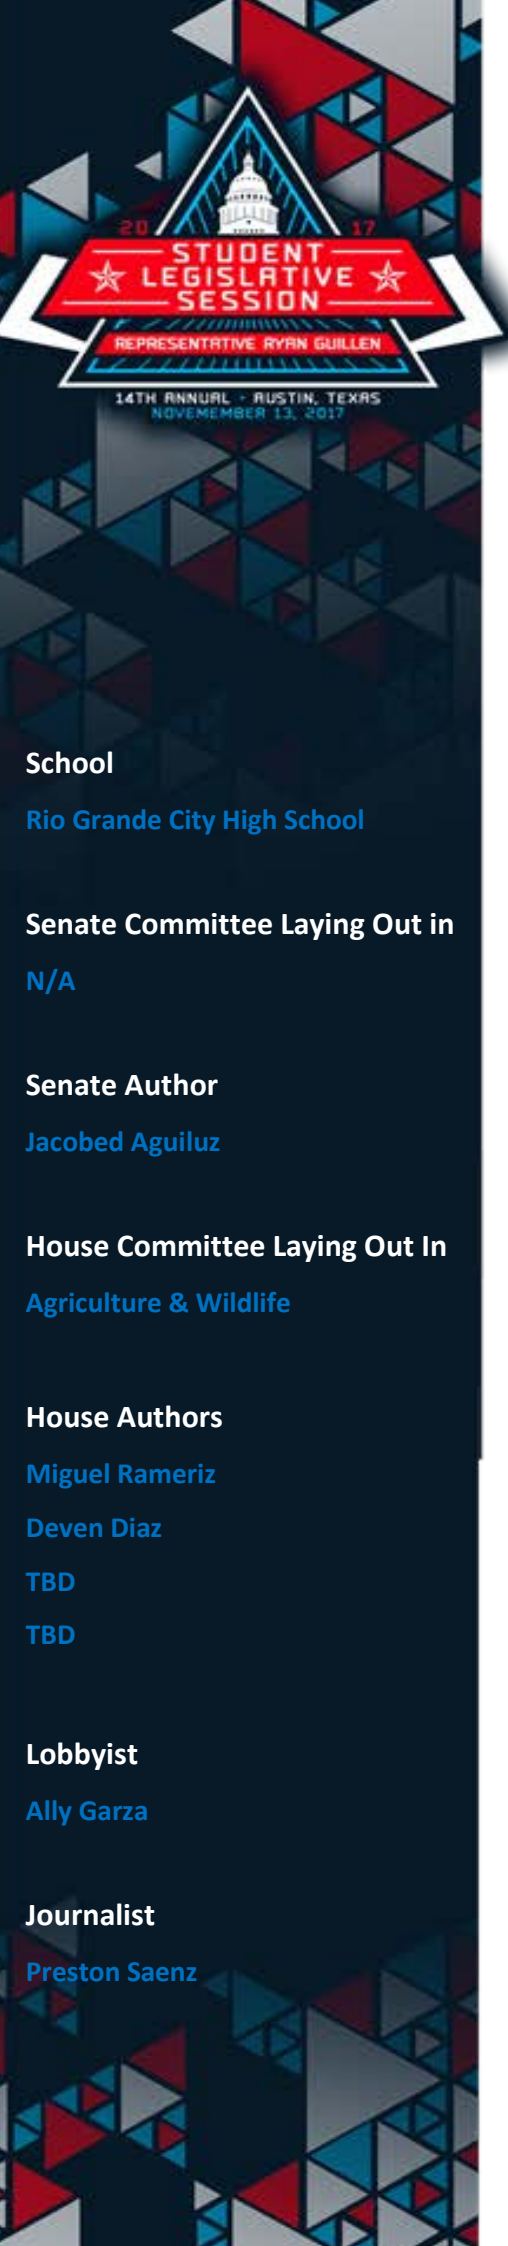 20 17
STUDENT
LEGISLATIVE
SESSION
REPRESENTATIVE RYAN GUILLEN
14TH ANNUAL - AUSTIN, TEXAS
NOVEMEMBER 13, 2017
School
Rio Grande City High School
Senate Committee Laying Out in
N/A
Senate Author
Jacobed Aguiluz
House Committee Laying Out In
Agriculture & Wildlife
House Authors
Miguel Rameriz
Deven Diaz
TBD
TBD
Lobbyist
Ally Garza
Journalist
Preston Saenz